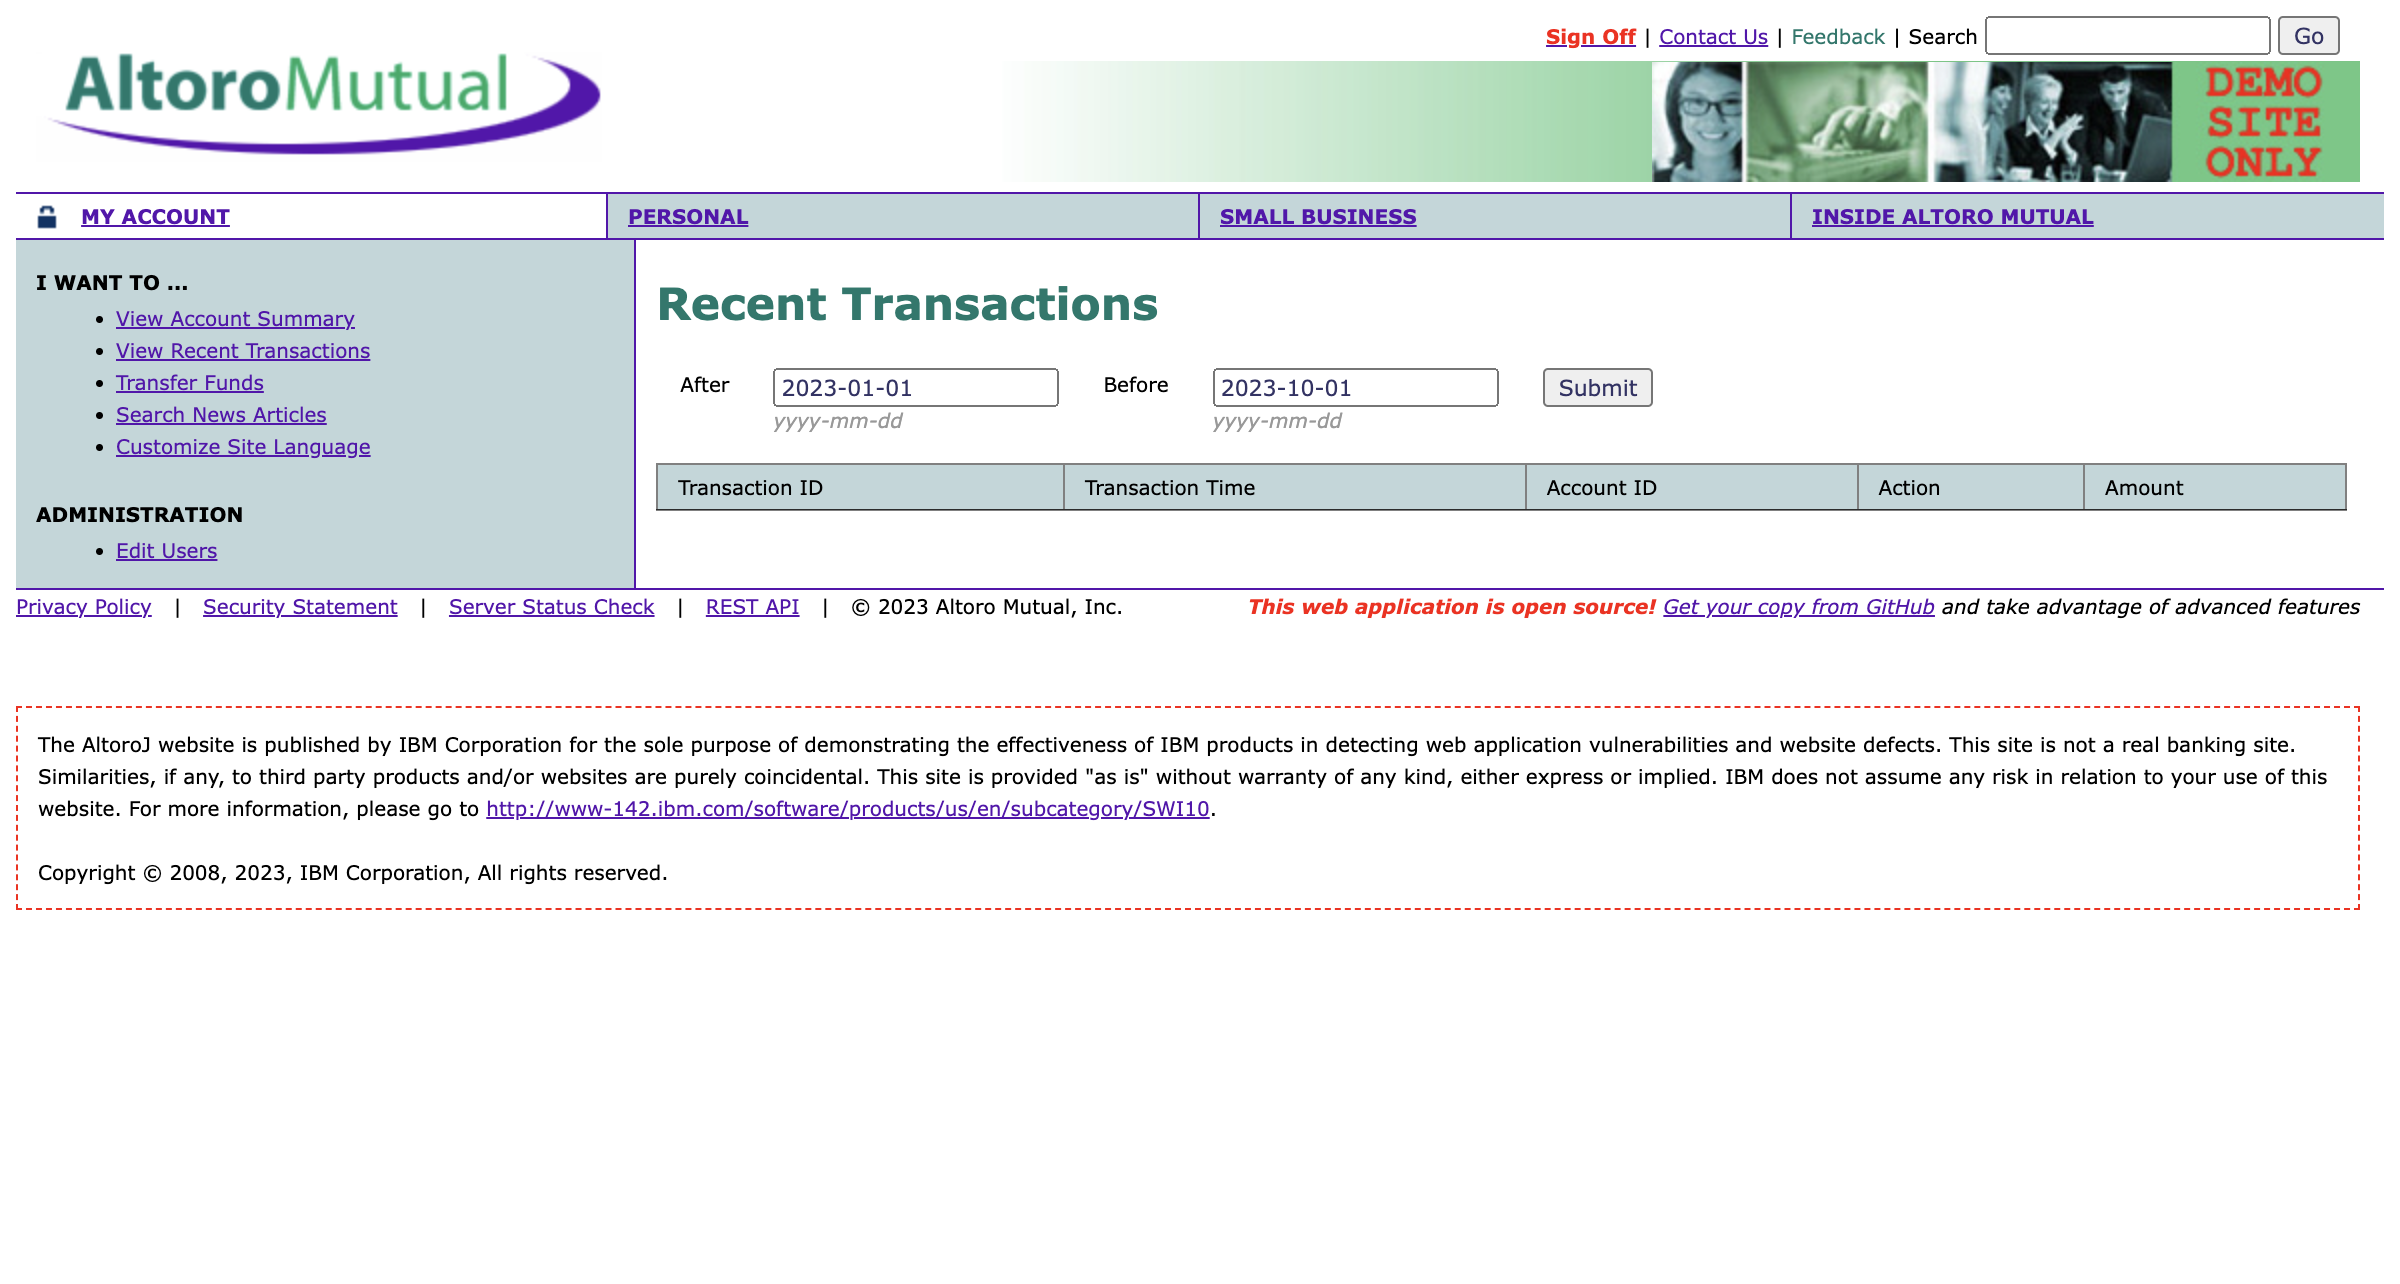 Sign Off | Contact Us | Feedback | Search Go
AltoroMutual
DEMO
SITE
ONLY
MY ACCOUNT PERSONAL SMALL BUSINESS INSIDE ALTORO MUTUAL
I WANT TO ...
• View Account Summary
• View Recent Transactions
• Transfer Funds
• Search News Articles
• Customize Site Language
ADMINISTRATION
• Edit Users
Recent Transactions
After 2023-01-01 Before 2023-10-01 Submit
yyyy-mm-dd yyyy-mm-dd
Transaction ID Transaction Time Account ID Action Amount
Privacy Policy | Security Statement | Server Status Check | REST API | © 2023 Altoro Mutual, Inc. This web application is open source! Get your copy from GitHub and take advantage of advanced features
The AltoroJ website is published by IBM Corporation for the sole purpose of demonstrating the effectiveness of IBM products in detecting web application vulnerabilities and website defects. This site is not a real banking site.
Similarities, if any, to third party products and/or websites are purely coincidental. This site is provided "as is" without warranty of any kind, either express or implied. IBM does not assume any risk in relation to your use of this
website. For more information, please go to http://www-142.ibm.com/software/products/us/en/subcategory/SWI10.
Copyright © 2008, 2023, IBM Corporation, All rights reserved.